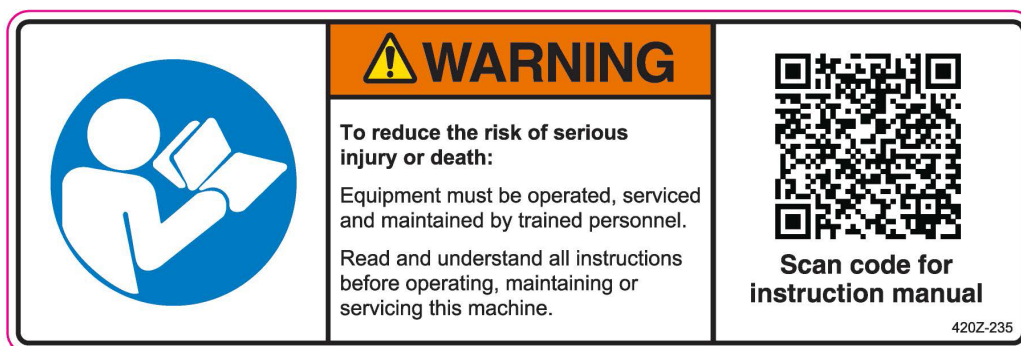 WARNING
To reduce the risk of serious
injury or death:
Equipment must be operated, serviced
and maintained by trained personnel.
Read and understand all instructions
before operating, maintaining or
servicing this machine.
Scan code for
instruction manual
420Z-235